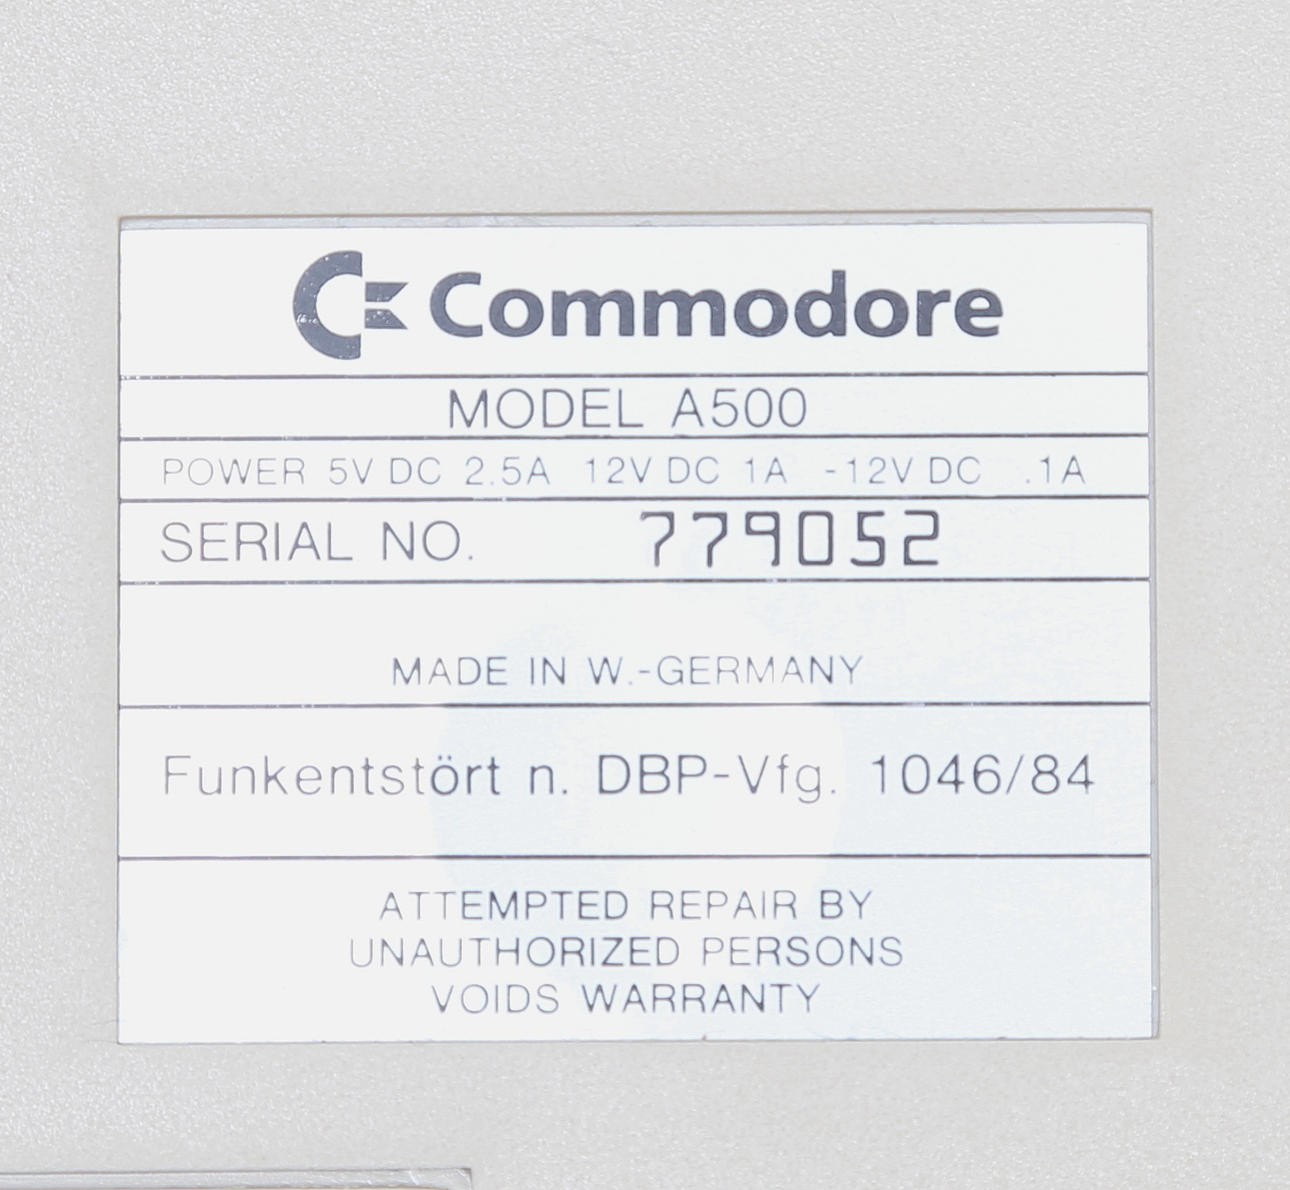 Commodore
MODEL A500
POWER 5V DC 2.5A 12V DC 1A -12V DC .1A
SERIAL NO. 779052
MADE IN W.-GERMANY
Funkentstört n. DBP-Vfg. 1046/84
ATTEMPTED REPAIR BY
UNAUTHORIZED PERSONS
VOIDS WARRANTY